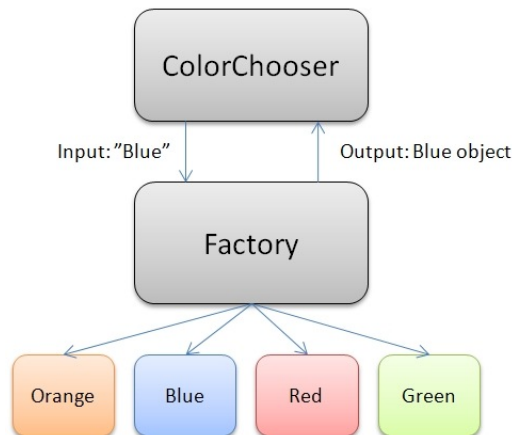 ColorChooser
Input: ”Blue”
Output: Blue object
Factory
Orange
Blue
Red
Green